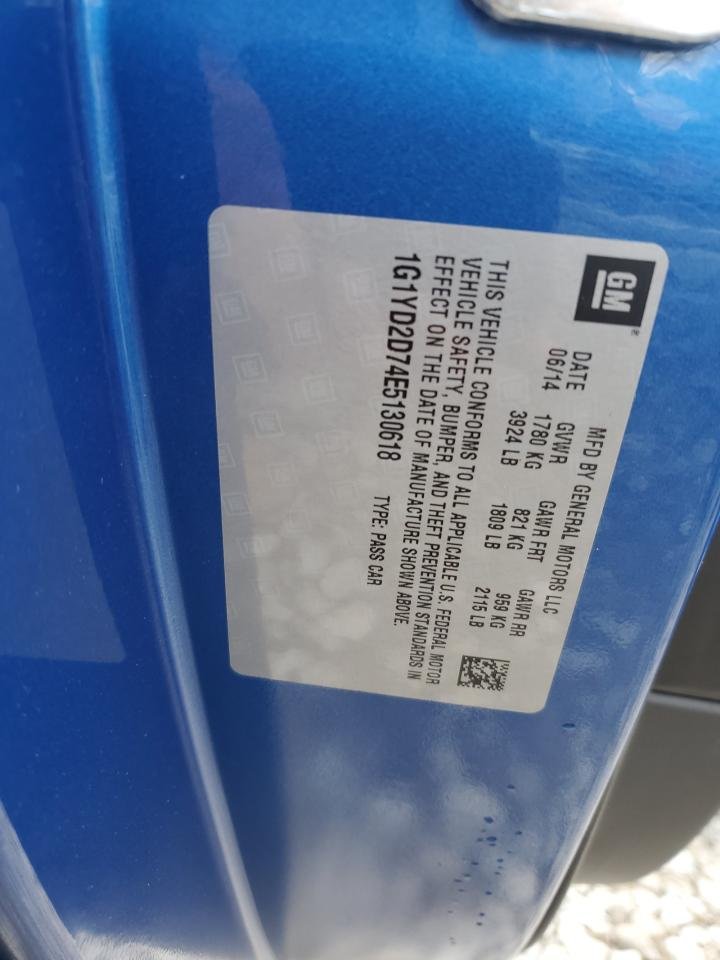 GM®
MFD BY GENERAL MOTORS LLC
DATE GVWR GAWR FRT GAWR RR
06/14 1780 KG 821 KG 959 KG
3924 LB 1809 LB 2115 LB
THIS VEHICLE CONFORMS TO ALL APPLICABLE U.S. FEDERAL MOTOR
VEHICLE SAFETY, BUMPER, AND THEFT PREVENTION STANDARDS IN
EFFECT ON THE DATE OF MANUFACTURE SHOWN ABOVE.
1G1YD2D74E5130618 TYPE: PASS CAR